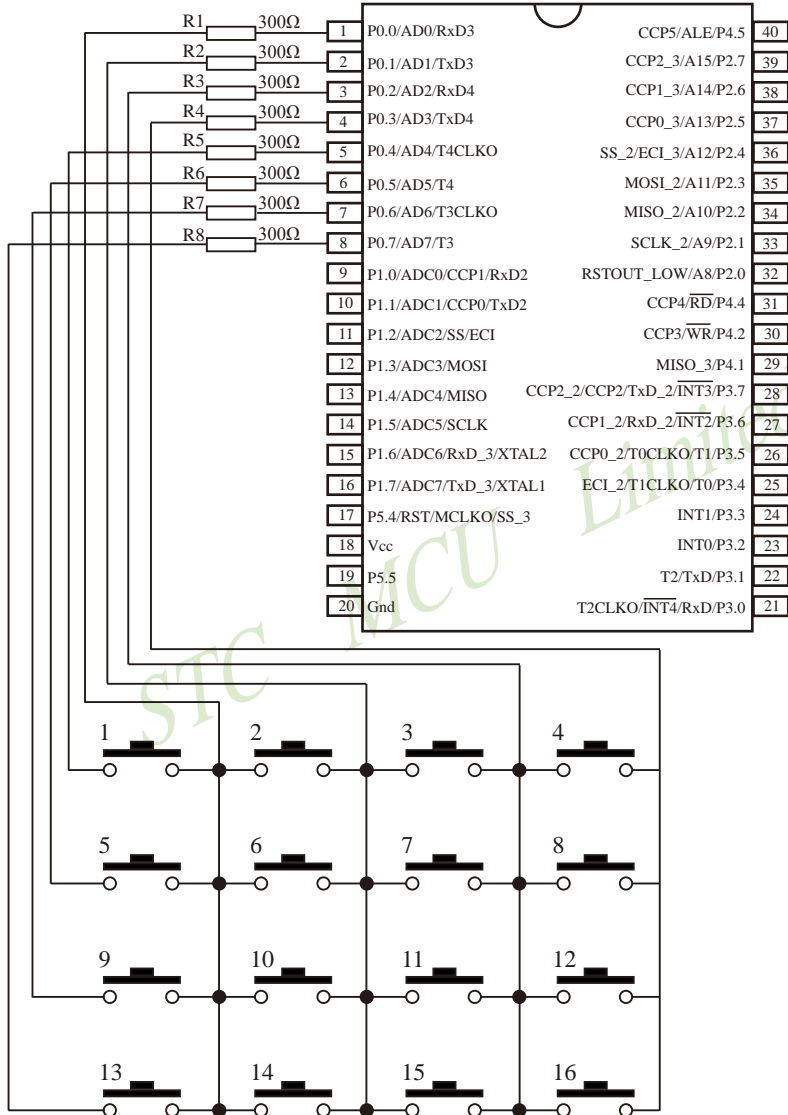 R1 300Ω 1 P0.0/AD0/RxD3 CCP5/ALE/P4.5 40
R2 300Ω 2 P0.1/AD1/TxD3 CCP2_3/A15/P2.7 39
R3 300Ω 3 P0.2/AD2/RxD4 CCP1_3/A14/P2.6 38
R4 300Ω 4 P0.3/AD3/TxD4 CCP0_3/A13/P2.5 37
R5 300Ω 5 P0.4/AD4/T4CLKO SS_2/ECI_3/A12/P2.4 36
R6 300Ω 6 P0.5/AD5/T4 MOSI_2/A11/P2.3 35
R7 300Ω 7 P0.6/AD6/T3CLKO MISO_2/A10/P2.2 34
R8 300Ω 8 P0.7/AD7/T3 SCLK_2/A9/P2.1 33
9 P1.0/ADC0/CCP1/RxD2 RSTOUT_LOW/A8/P2.0 32
10 P1.1/ADC1/CCP0/TxD2 CCP4/RD/P4.4 31
11 P1.2/ADC2/SS/ECI CCP3/WR/P4.2 30
12 P1.3/ADC3/MOSI MISO_3/P4.1 29
13 P1.4/ADC4/MISO CCP2_2/CCP2/TxD_2/INT3/P3.7 28
14 P1.5/ADC5/SCLK CCP1_2/RxD_2/INT2/P3.6 27
15 P1.6/ADC6/RxD_3/XTAL2 CCP0_2/T0CLKO/T1/P3.5 26
16 P1.7/ADC7/TxD_3/XTAL1 ECI_2/T1CLKO/T0/P3.4 25
17 P5.4/RST/MCLKO/SS_3 INT1/P3.3 24
18 Vcc INT0/P3.2 23
19 P5.5 T2/TxD/P3.1 22
20 Gnd T2CLKO/INT4/RxD/P3.0 21
STC MCU Limited
1 2 3 4
5 6 7 8
9 10 11 12
13 14 15 16